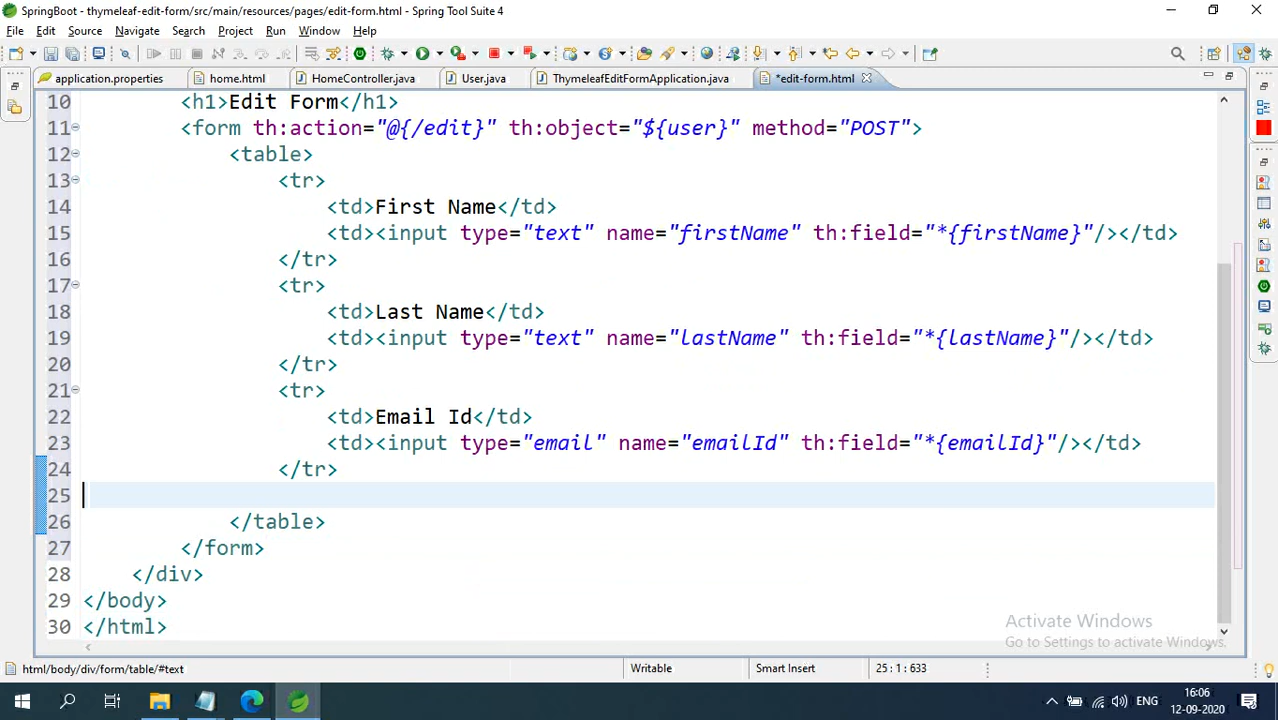 SpringBoot - thymeleaf-edit-form/src/main/resources/pages/edit-form.html - Spring Tool Suite 4
File Edit Source Navigate Search Project Run Window Help
application.properties home.html HomeController.java User.java ThymeleafEditFormApplication.java *edit-form.html
10 <h1>Edit Form</h1>
11 <form th:action="@{/edit}" th:object="${user}" method="POST">
12 <table>
13 <tr>
14 <td>First Name</td>
15 <td><input type="text" name="firstName" th:field="*{firstName}"/></td>
16 </tr>
17 <tr>
18 <td>Last Name</td>
19 <td><input type="text" name="lastName" th:field="*{lastName}"/></td>
20 </tr>
21 <tr>
22 <td>Email Id</td>
23 <td><input type="email" name="emailId" th:field="*{emailId}"/></td>
24 </tr>
25
26 </table>
27 </form>
28 </div>
29 </body>
30 </html>
Activate Windows
Go to Settings to activate Windows.
html/body/div/form/table/#text Writable Smart Insert 25 : 1 : 633
ENG 16:06
12-09-2020